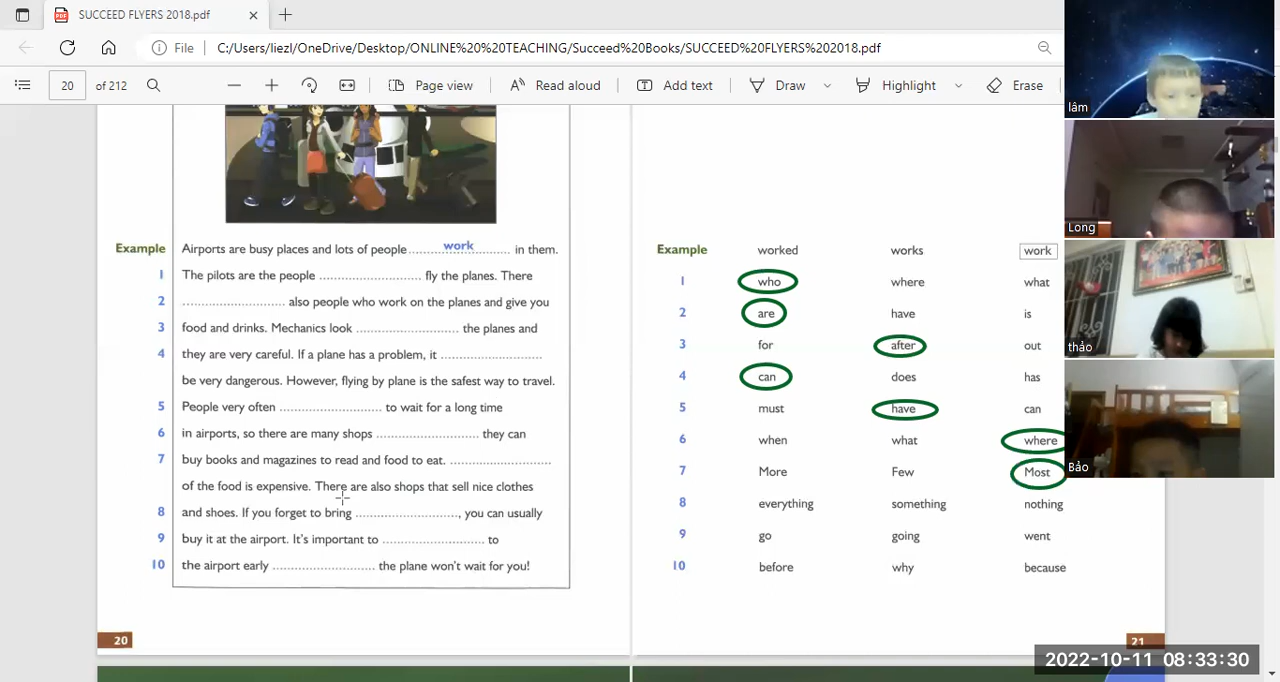 SUCCEED FLYERS 2018.pdf
File C:/Users/liezl/OneDrive/Desktop/ONLINE%20%20TEACHING/Succeed%20Books/SUCCEED%20FLYERS%202018.pdf
20 of 212 Page view Read aloud Add text Draw Highlight Erase
lâm
Long
thảo
Bảo
Example Airports are busy places and lots of people work in them.
1 The pilots are the people .............................. fly the planes. There
2 .............................. also people who work on the planes and give you
3 food and drinks. Mechanics look .............................. the planes and
4 they are very careful. If a plane has a problem, it ..............................
be very dangerous. However, flying by plane is the safest way to travel.
5 People very often .............................. to wait for a long time
6 in airports, so there are many shops .............................. they can
7 buy books and magazines to read and food to eat. ..............................
of the food is expensive. There are also shops that sell nice clothes
8 and shoes. If you forget to bring .............................., you can usually
9 buy it at the airport. It's important to .............................. to
10 the airport early .............................. the plane won't wait for you!
20
Example worked works work
1 who where what
2 are have is
3 for after out
4 can does has
5 must have can
6 when what where
7 More Few Most
8 everything something nothing
9 go going went
10 before why because
21
2022-10-11 08:33:30